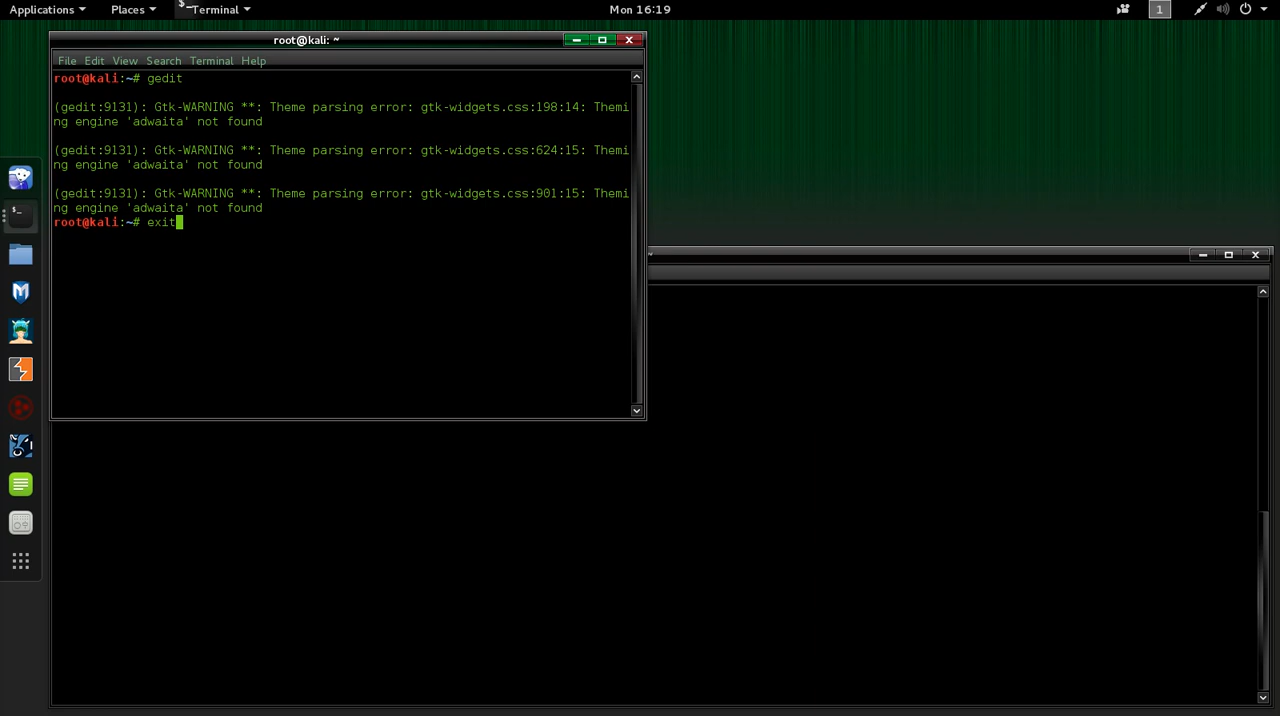 Applications Places Terminal Mon 16:19 1
root@kali: ~
File Edit View Search Terminal Help
root@kali:~# gedit
(gedit:9131): Gtk-WARNING **: Theme parsing error: gtk-widgets.css:198:14: Themi
ng engine 'adwaita' not found
(gedit:9131): Gtk-WARNING **: Theme parsing error: gtk-widgets.css:624:15: Themi
ng engine 'adwaita' not found
(gedit:9131): Gtk-WARNING **: Theme parsing error: gtk-widgets.css:901:15: Themi
ng engine 'adwaita' not found
root@kali:~# exit
~